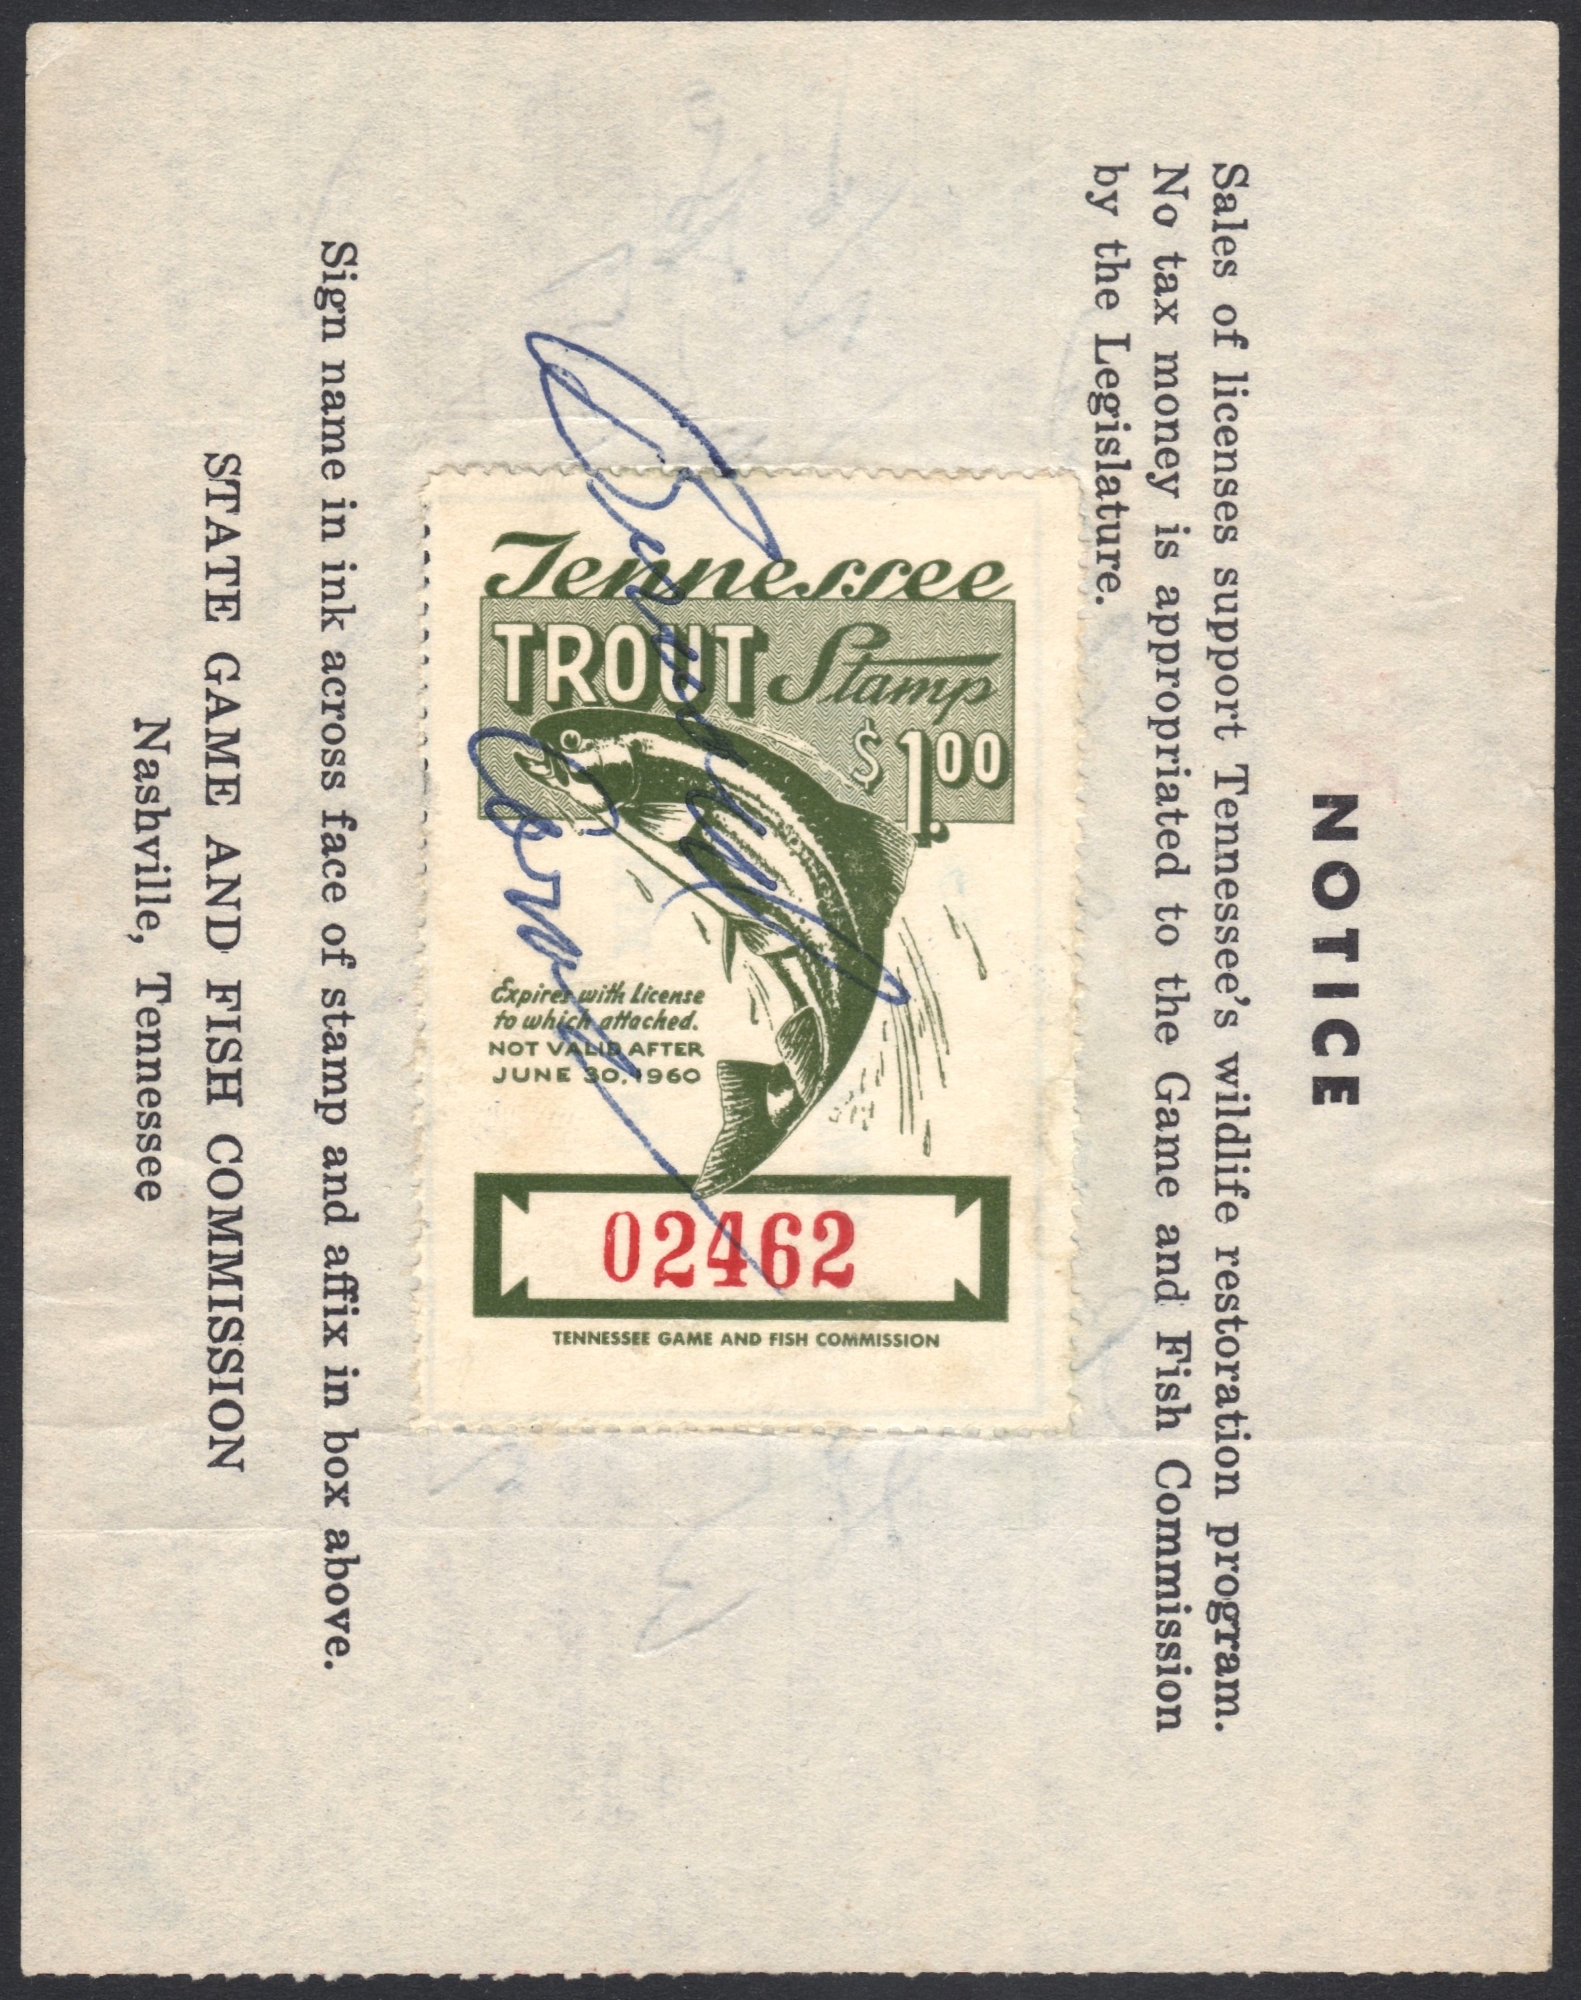 NOTICE
Sales of licenses support Tennessee's wildlife restoration program.
No tax money is appropriated to the Game and Fish Commission
by the Legislature.
Tennessee
TROUT Stamp
$1.00
Expires with License
to which attached.
NOT VALID AFTER
JUNE 30, 1960
02462
TENNESSEE GAME AND FISH COMMISSION
Sign name in ink across face of stamp and affix in box above.
STATE GAME AND FISH COMMISSION
Nashville, Tennessee